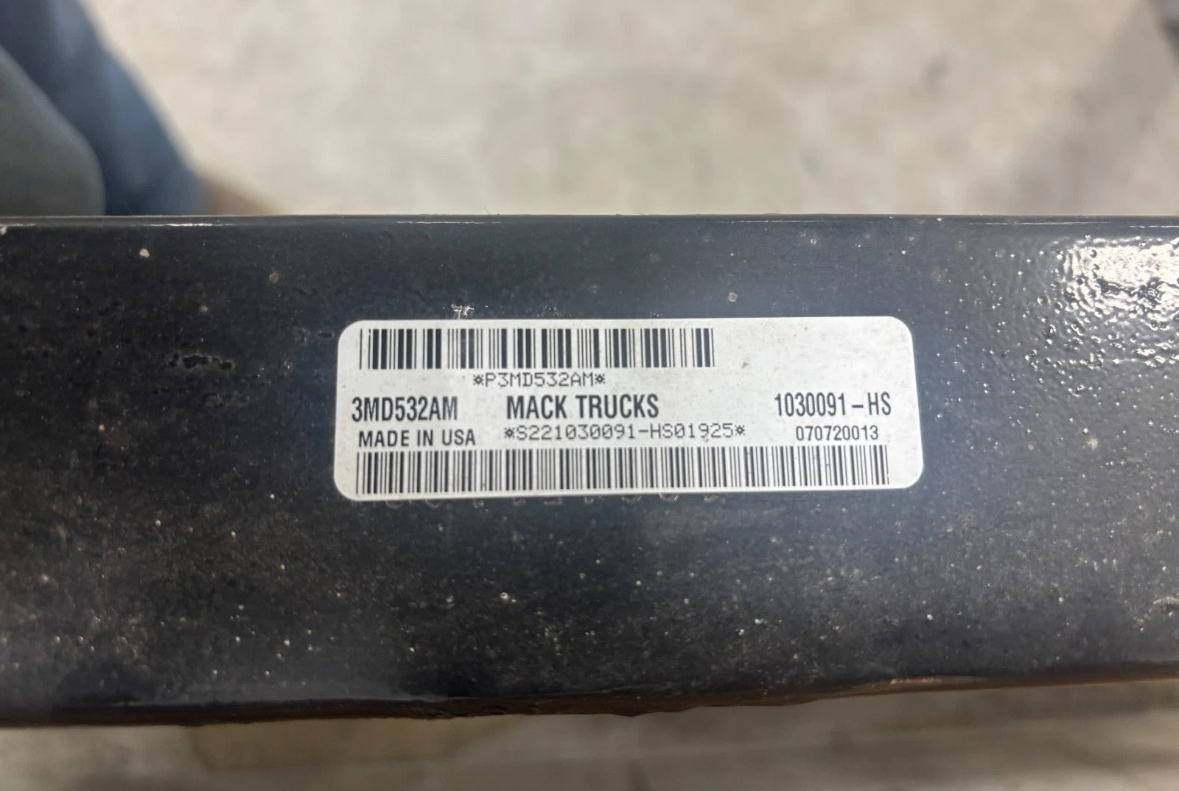 *P3MD532AM*
3MD532AM MACK TRUCKS 1030091-HS
MADE IN USA *S221030091-HS01925* 070720013